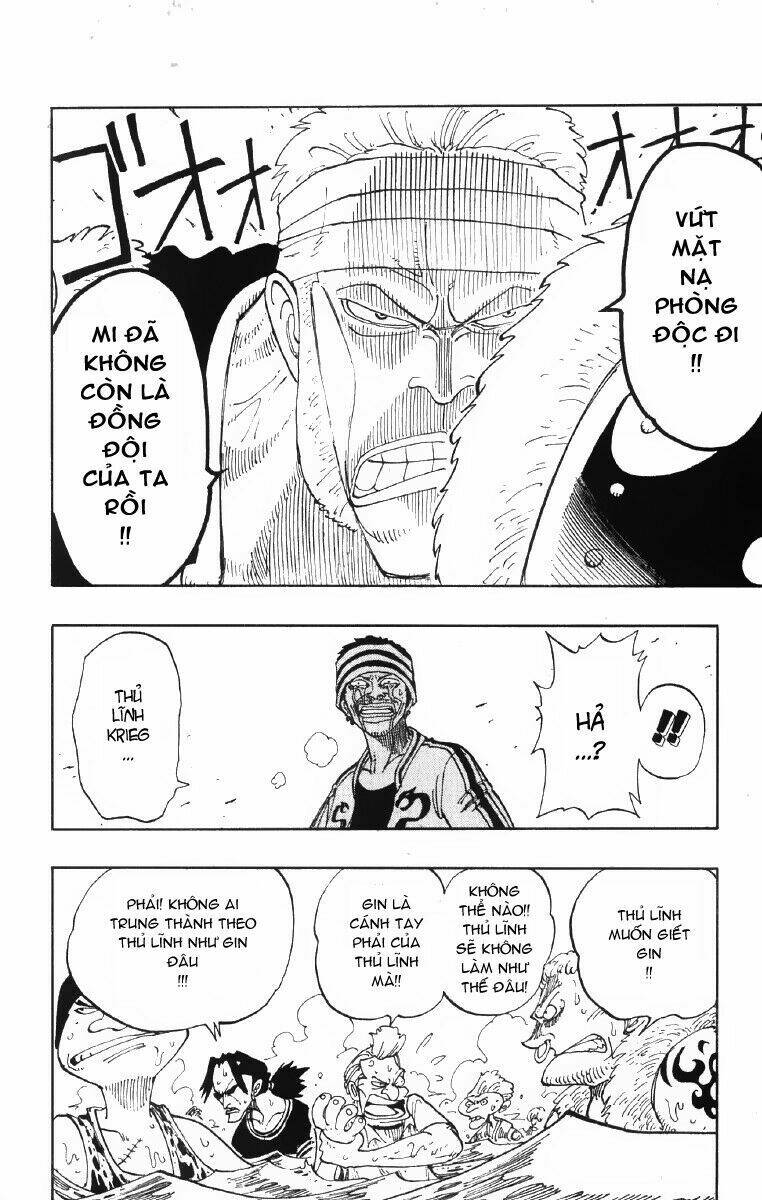 ゴオオオオオ
VỨT
MẶT
NẠ
PHÒNG
ĐỘC ĐI
!!
MI ĐÃ
KHÔNG
CÒN LÀ
ĐỒNG
ĐỘI
CỦA TA
RỒI
!!
!!
HẢ
...?
THỦ
LĨNH
KRIEG
...
THỦ LĨNH
MUỐN GIẾT
GIN
!!
KHÔNG
THỂ NÀO!!
THỦ LĨNH
SẼ KHÔNG
LÀM NHƯ
THẾ ĐÂU!
GIN LÀ
CÁNH TAY
PHẢI CỦA
THỦ LĨNH
MÀ!!
PHẢI! KHÔNG AI
TRUNG THÀNH THEO
THỦ LĨNH NHƯ GIN
ĐÂU
!!!